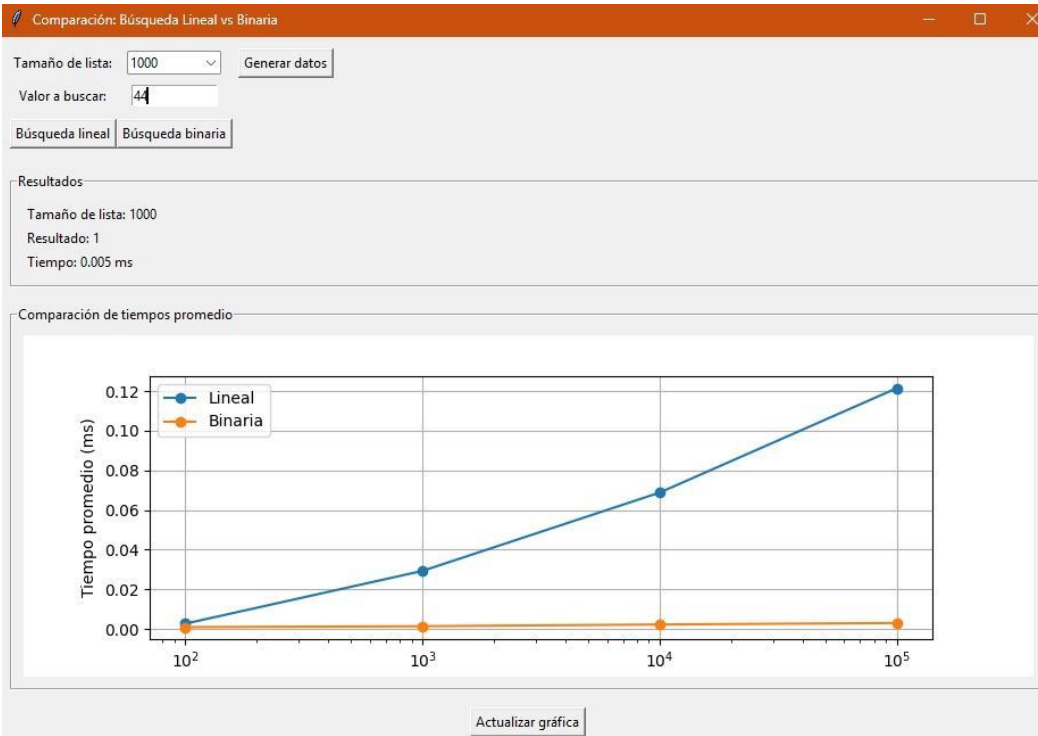 Comparación: Búsqueda Lineal vs Binaria
Tamaño de lista: 1000 Generar datos
Valor a buscar: 44
Búsqueda lineal Búsqueda binaria
Resultados
Tamaño de lista: 1000
Resultado: 1
Tiempo: 0.005 ms
Comparación de tiempos promedio
Tiempo promedio (ms)
0.12
0.10
0.08
0.06
0.04
0.02
0.00
Lineal
Binaria
10² 10³ 10⁴ 10⁵
Actualizar gráfica